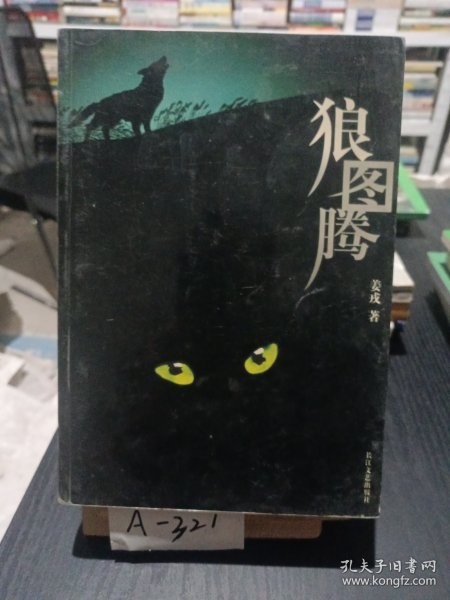 狼图腾
姜戎 著
长江文艺出版社
A-321
孔夫子旧书网
www.kongfz.com